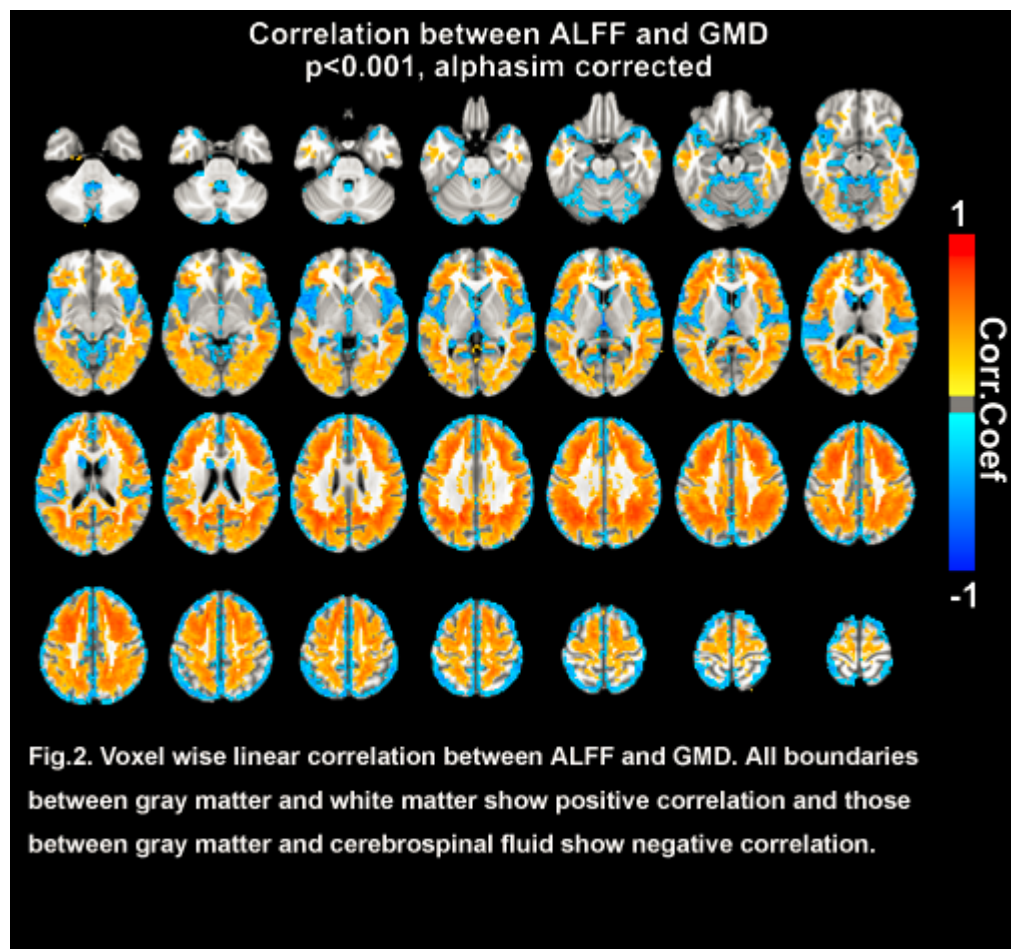 Correlation between ALFF and GMD
p<0.001, alphasim corrected
1
Corr.Coef
-1
Fig.2. Voxel wise linear correlation between ALFF and GMD. All boundaries
between gray matter and white matter show positive correlation and those
between gray matter and cerebrospinal fluid show negative correlation.